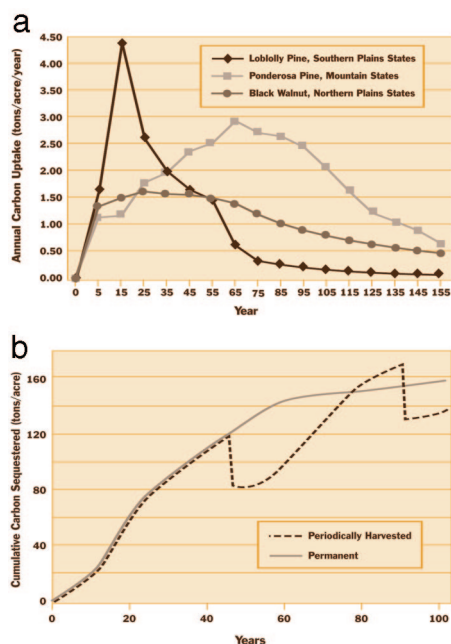 a
4.50
4.00
3.50
3.00
2.50
2.00
1.50
1.00
0.50
0.00
Annual Carbon Uptake (tons/acre/year)
Loblolly Pine, Southern Plains States
Ponderosa Pine, Mountain States
Black Walnut, Northern Plains States
0 5 15 25 35 45 55 65 75 85 95 105 115 125 135 145 155
Year
b
160
120
80
40
0
Cumulative Carbon Sequestered (tons/acre)
Periodically Harvested
Permanent
0 20 40 60 80 100
Years